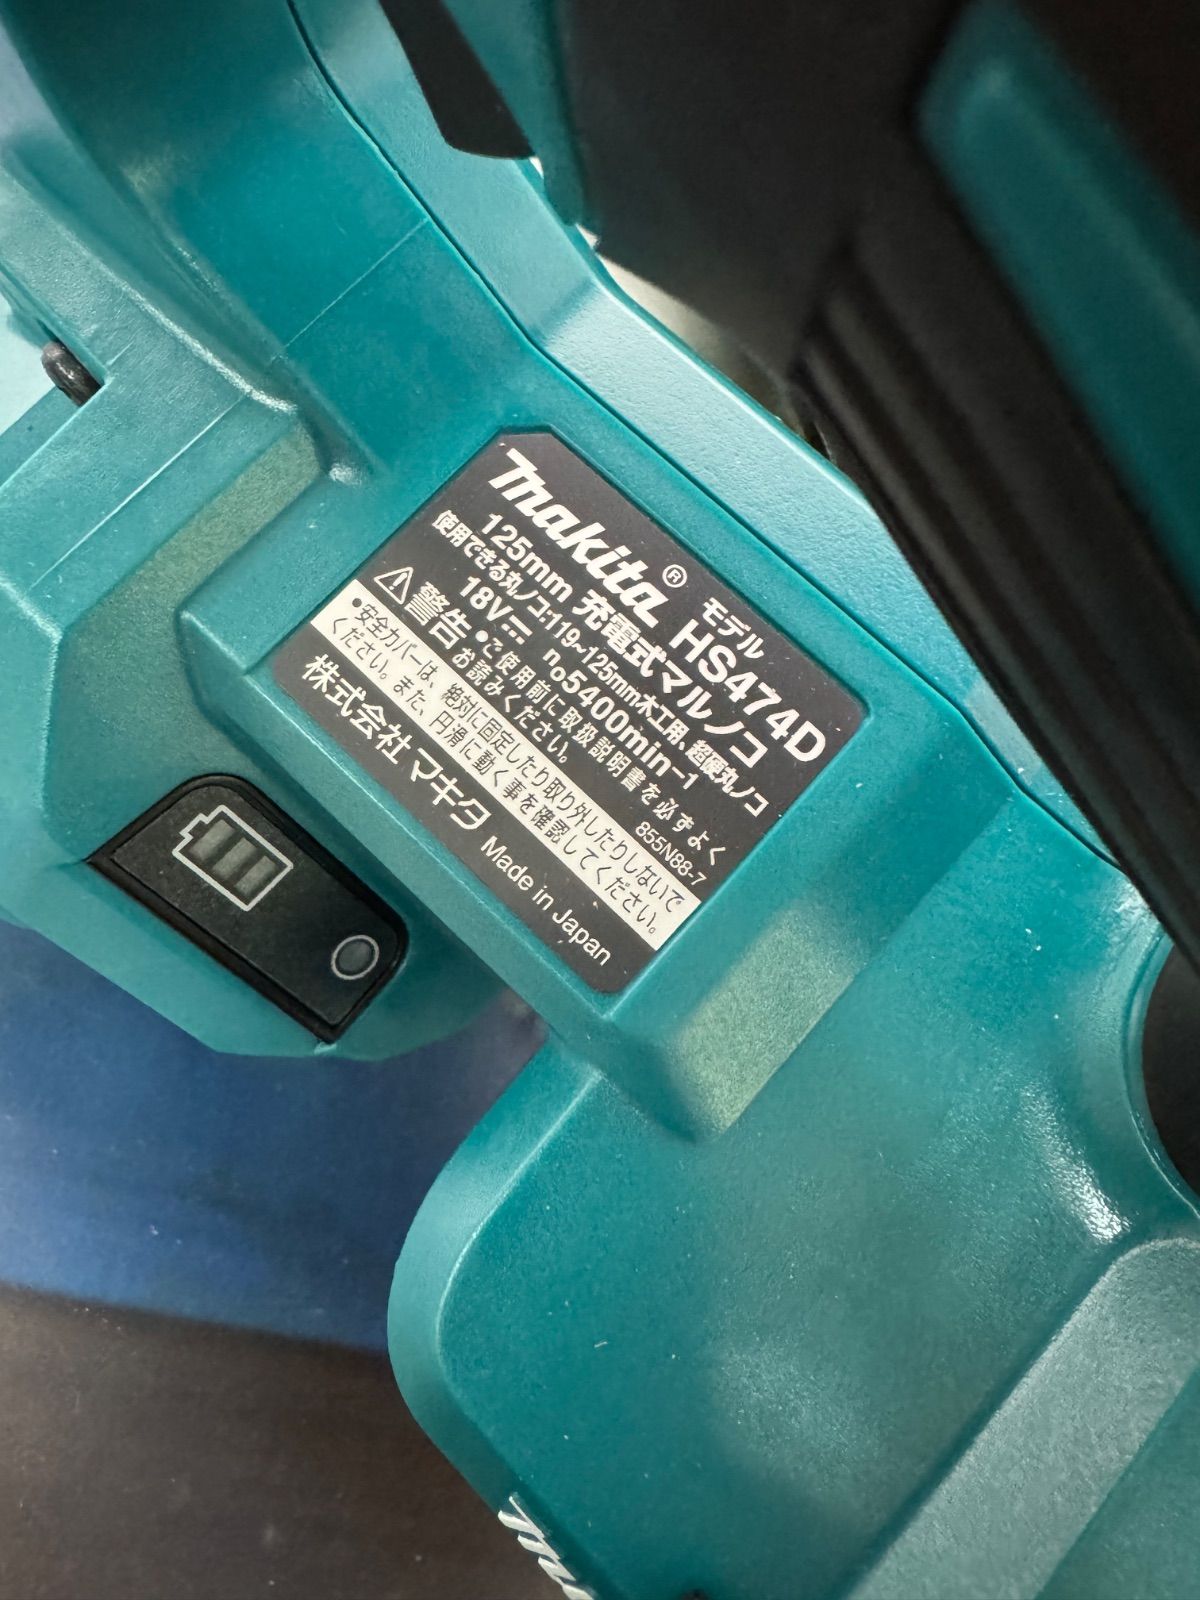 makita® モデル HS474D
125mm 充電式マルノコ
使用できる丸ノコ:119~125mm木工用、超硬丸ノコ
18V⎓ n₀5400min-1
⚠警告 •ご使用前に取扱説明書を必ずよく
お読みください。 855N88-7
•安全カバーは、絶対に固定したり取り外したりしないで
ください。また、円滑に動く事を確認してください。
株式会社マキタ Made in Japan